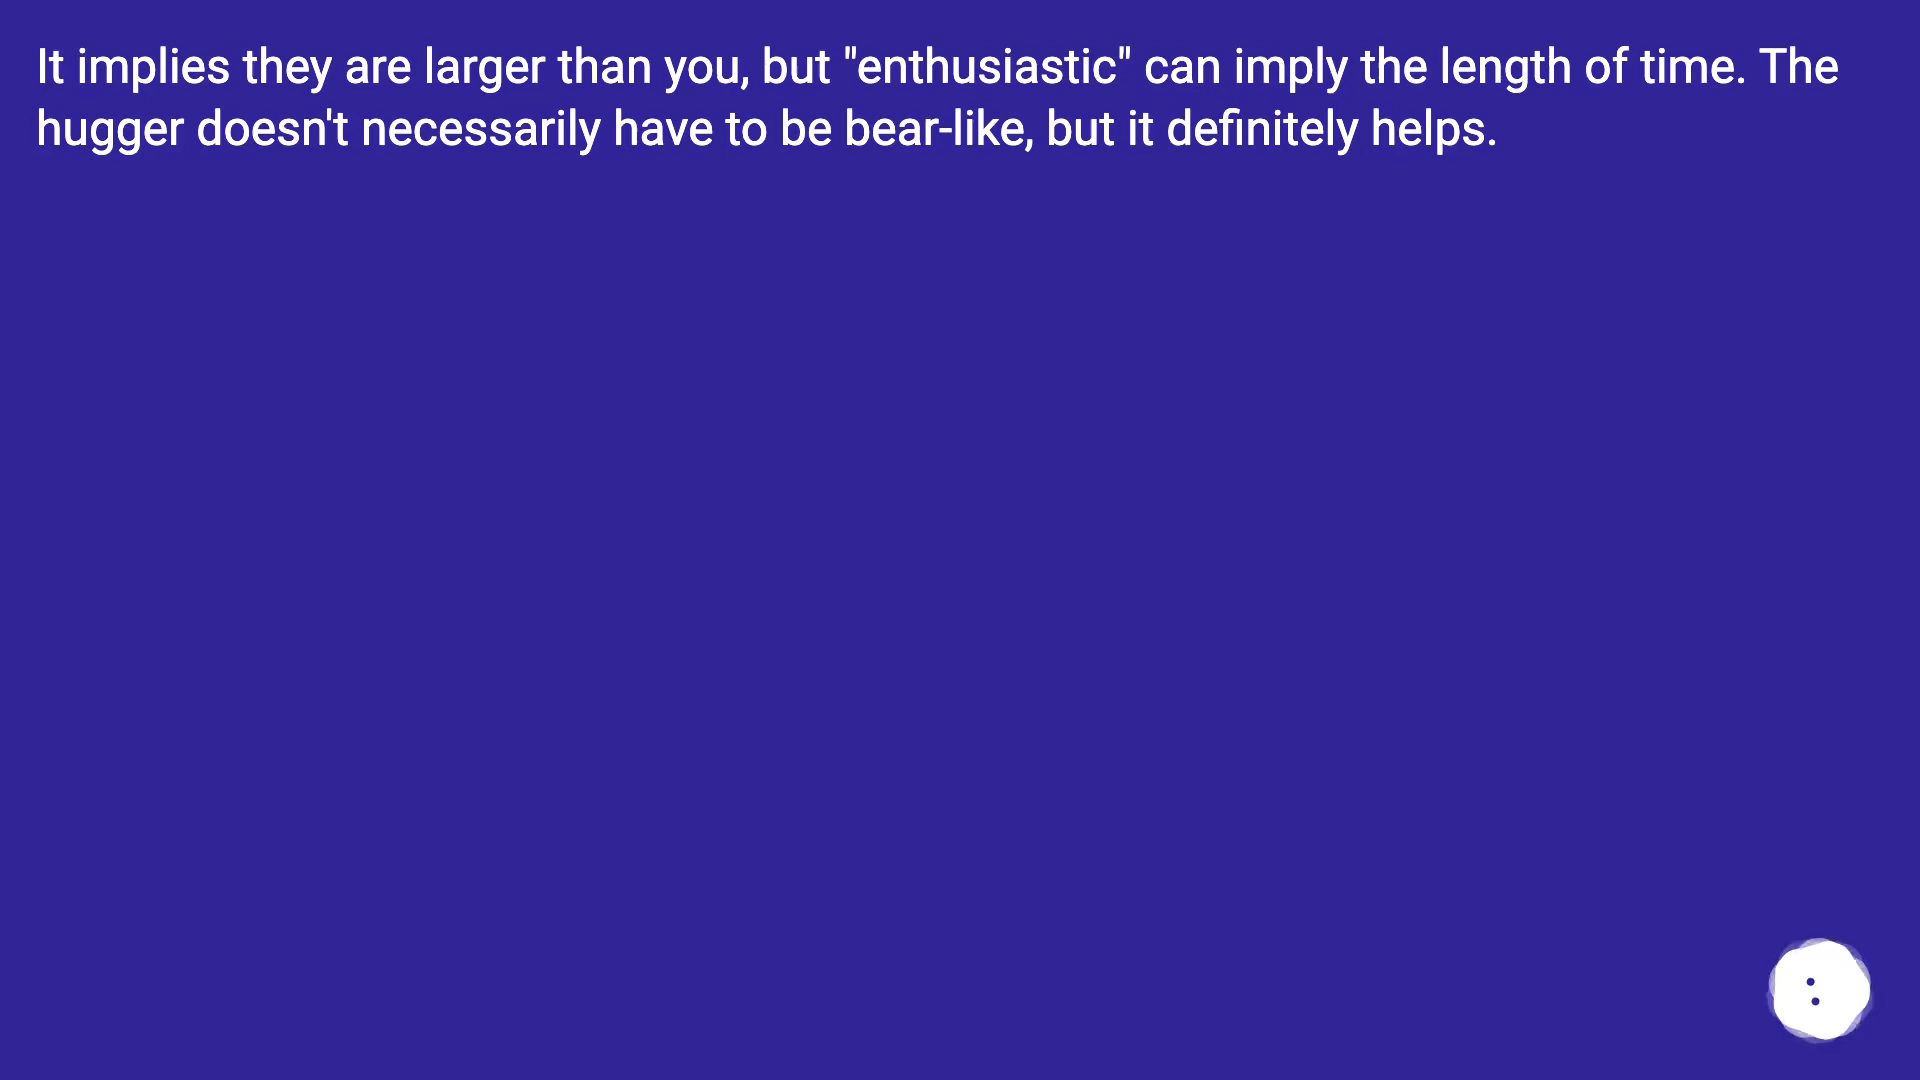 It implies they are larger than you, but "enthusiastic" can imply the length of time. The
hugger doesn't necessarily have to be bear-like, but it definitely helps.